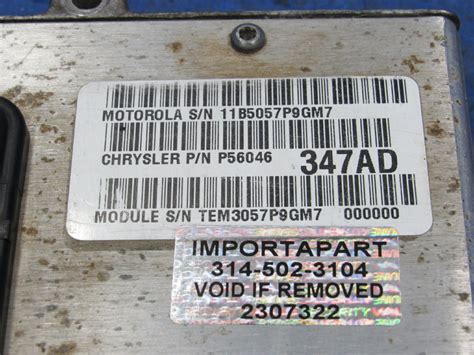 MOTOROLA S/N 11B5057P9GM7
CHRYSLER P/N P56046 347AD
MODULE S/N TEM3057P9GM7 000000
IMPORTAPART
314-502-3104
VOID IF REMOVED
2307322